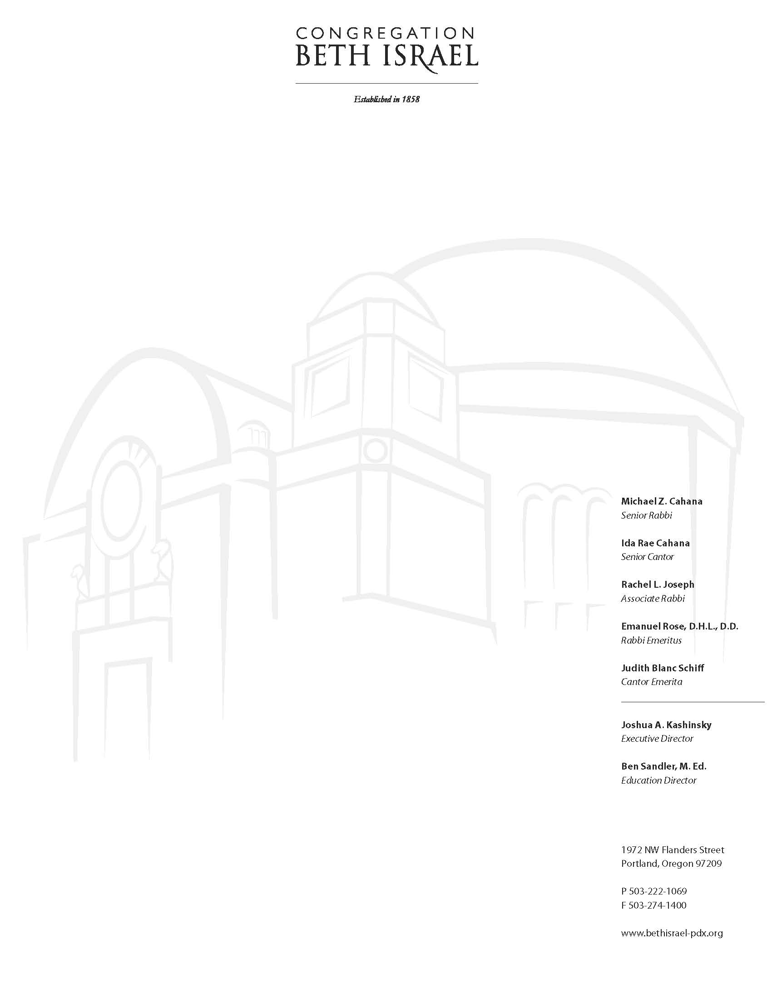 CONGREGATION
BETH ISRAEL
Established in 1858
Michael Z. Cahana
Senior Rabbi
Ida Rae Cahana
Senior Cantor
Rachel L. Joseph
Associate Rabbi
Emanuel Rose, D.H.L., D.D.
Rabbi Emeritus
Judith Blanc Schiff
Cantor Emerita
Joshua A. Kashinsky
Executive Director
Ben Sandler, M. Ed.
Education Director
1972 NW Flanders Street
Portland, Oregon 97209
P 503-222-1069
F 503-274-1400
www.bethisrael-pdx.org